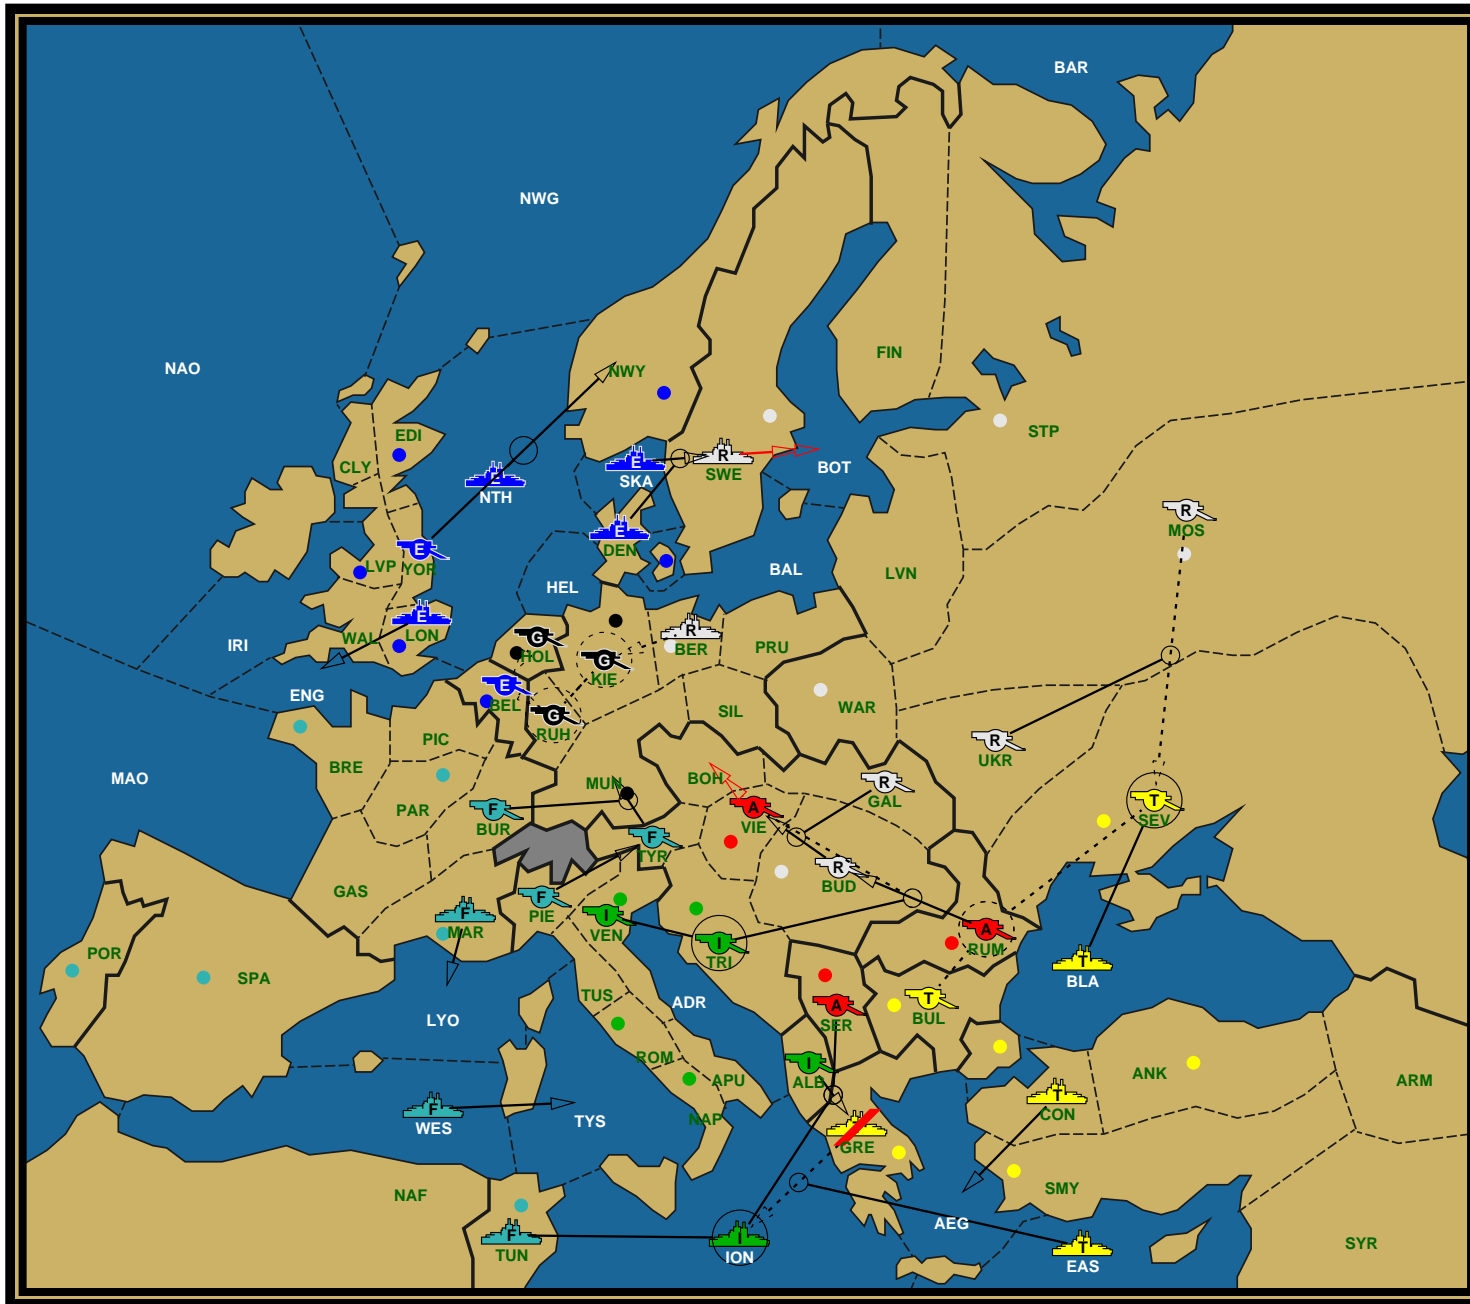 BAR
NWG
NAO
NWY
FIN
EDI
STP
CLY
E
SKA
R
SWE
BOT
E
NTH
R
MOS
E
DEN
E
YOR
LVP
HEL
BAL
LVN
E
LON
WAL
IRI
G
HOL
G
KIE
R
BER
PRU
ENG
E
BEL
G
RUH
SIL
WAR
PIC
R
UKR
BRE
MAO
MUN
BOH
R
GAL
PAR
F
BUR
A
VIE
T
SEV
F
TYR
R
BUD
GAS
F
PIE
F
MAR
I
VEN
I
TRI
A
RUM
POR
SPA
T
BLA
TUS
ADR
A
SER
T
BUL
LYO
ROM
I
ALB
APU
ANK
ARM
F
WES
TYS
NAP
T
CON
GRE
NAF
SMY
AEG
F
TUN
I
ION
T
EAS
SYR